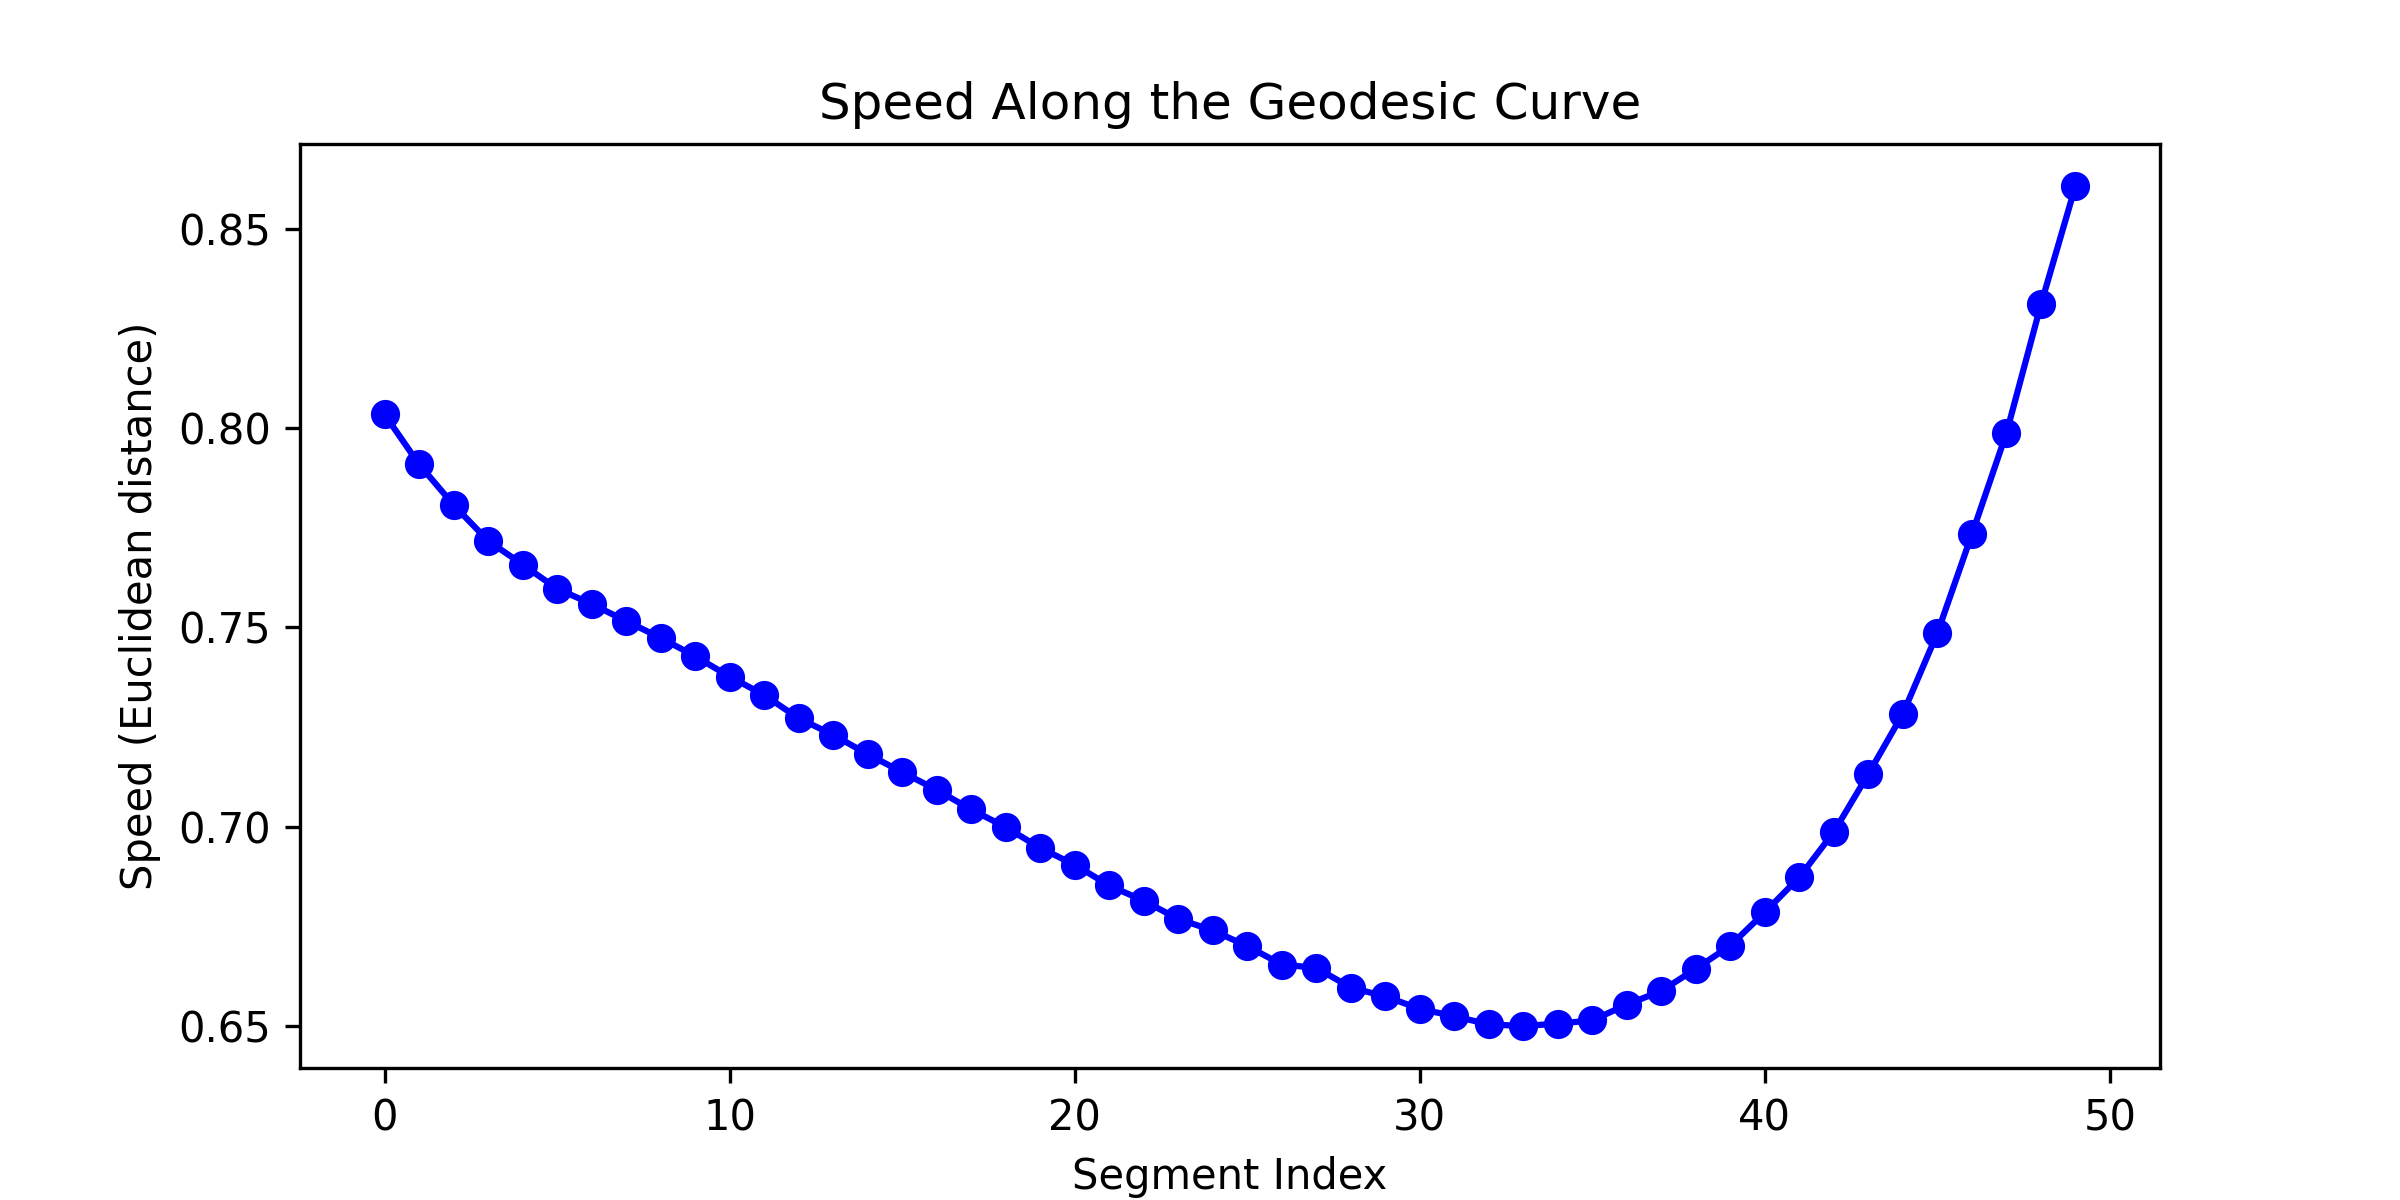 Speed Along the Geodesic Curve
Speed (Euclidean distance)
0.85
0.80
0.75
0.70
0.65
0 10 20 30 40 50
Segment Index